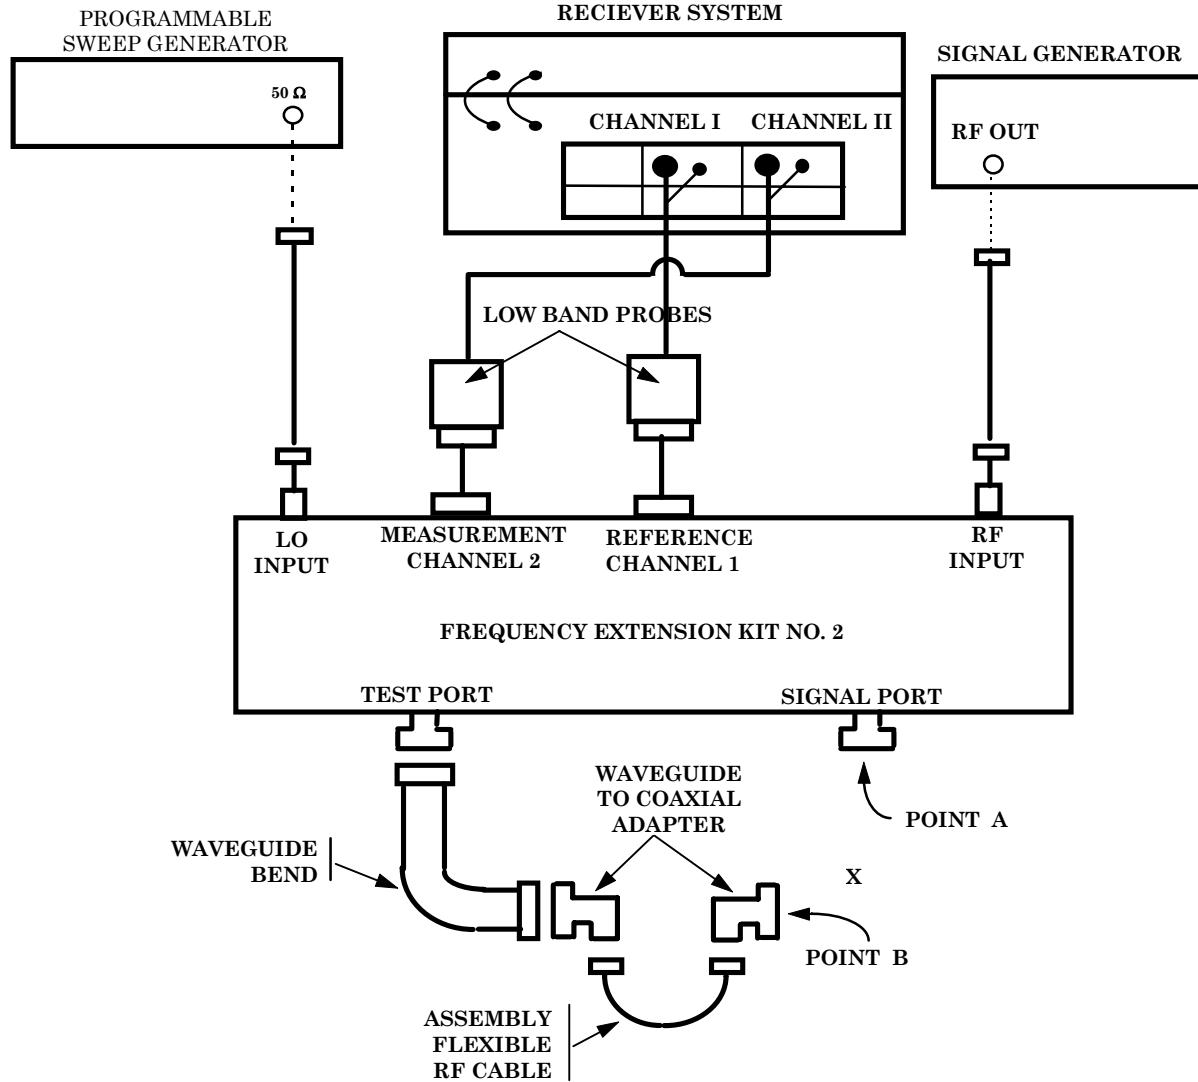 PROGRAMMABLE
SWEEP GENERATOR
50 Ω
RECIEVER SYSTEM
CHANNEL I
CHANNEL II
SIGNAL GENERATOR
RF OUT
LOW BAND PROBES
LO
INPUT
MEASUREMENT
CHANNEL 2
REFERENCE
CHANNEL 1
RF
INPUT
FREQUENCY EXTENSION KIT NO. 2
TEST PORT
SIGNAL PORT
WAVEGUIDE
TO COAXIAL
ADAPTER
POINT A
WAVEGUIDE
BEND
X
POINT B
ASSEMBLY
FLEXIBLE
RF CABLE